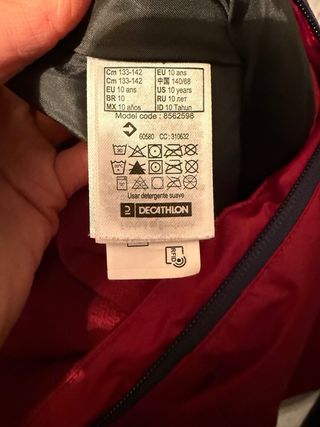 Cm 133-142 EU 10 ans
Cm 133-142 中国 140/68
EU 10 ans US 10 years
BR 10 RU 10 лет
MX 10 años ID 10 Tahun
Model code : 8562598
60580 CC :310632
Usar detergente suave
DECATHLON
RFID